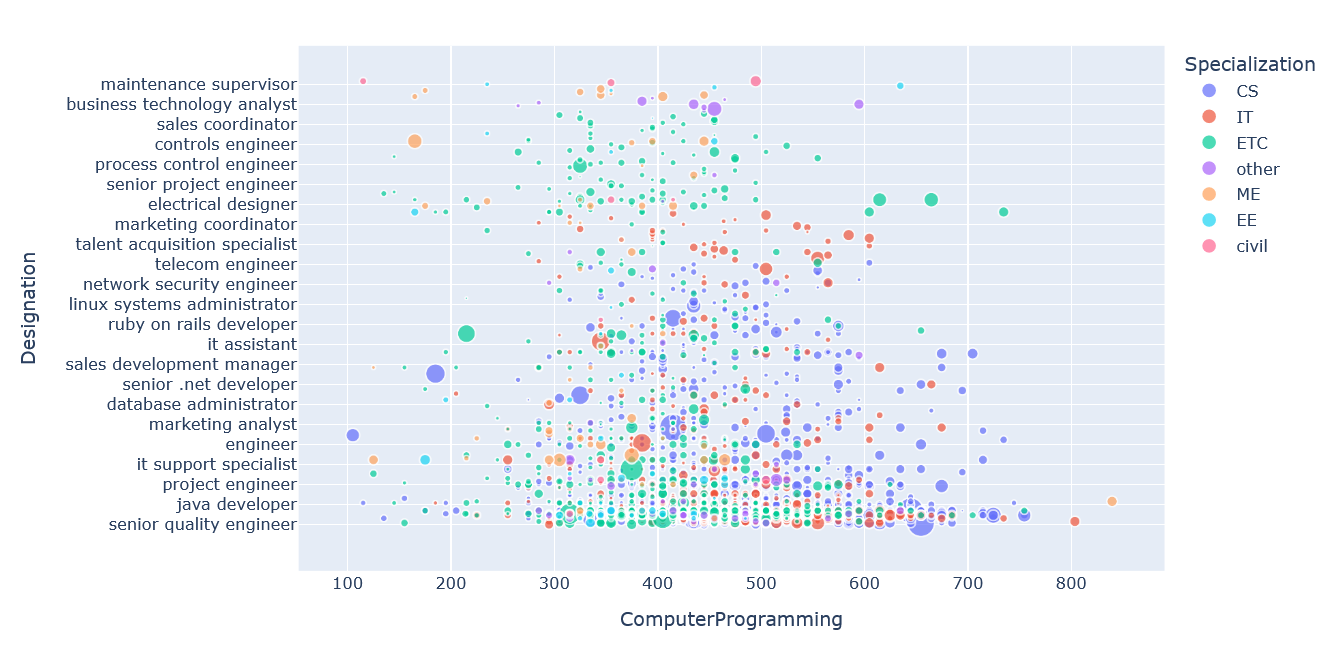 Specialization
CS
IT
ETC
other
ME
EE
civil
Designation
maintenance supervisor
business technology analyst
sales coordinator
controls engineer
process control engineer
senior project engineer
electrical designer
marketing coordinator
talent acquisition specialist
telecom engineer
network security engineer
linux systems administrator
ruby on rails developer
it assistant
sales development manager
senior .net developer
database administrator
marketing analyst
engineer
it support specialist
project engineer
java developer
senior quality engineer
100 200 300 400 500 600 700 800
ComputerProgramming